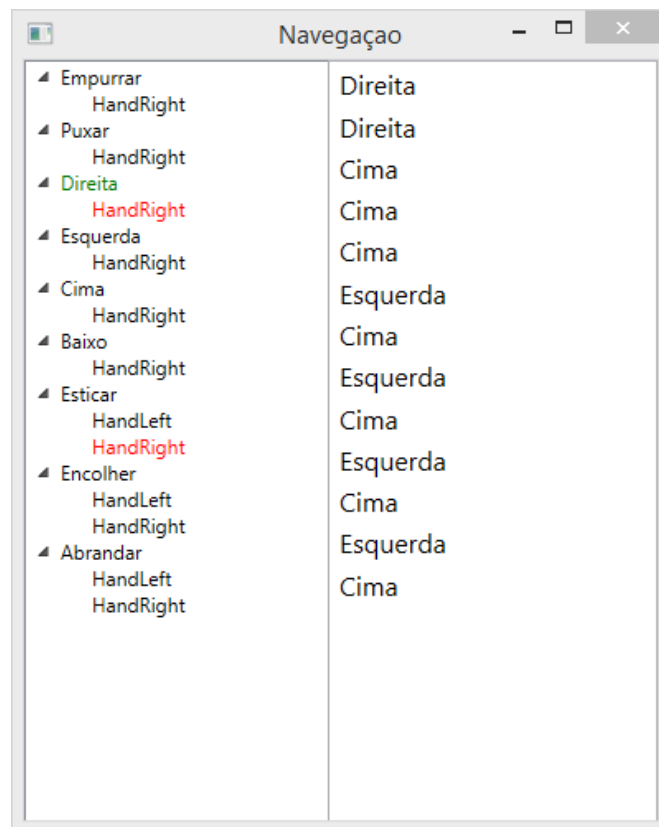 Navegaçao
Empurrar
HandRight
Puxar
HandRight
Direita
HandRight
Esquerda
HandRight
Cima
HandRight
Baixo
HandRight
Esticar
HandLeft
HandRight
Encolher
HandLeft
HandRight
Abrandar
HandLeft
HandRight
Direita
Direita
Cima
Cima
Cima
Esquerda
Cima
Esquerda
Cima
Esquerda
Cima
Esquerda
Cima